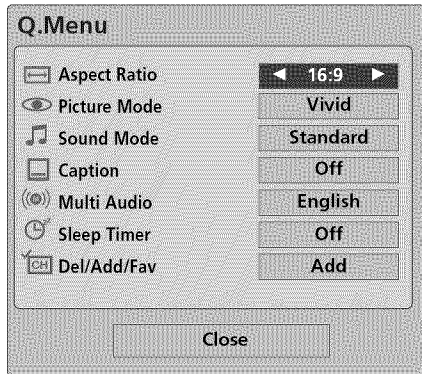 Q.Menu
Aspect Ratio ◄ 16:9 ►
Picture Mode Vivid
Sound Mode Standard
Caption Off
Multi Audio English
Sleep Timer Off
CH Del/Add/Fav Add
Close